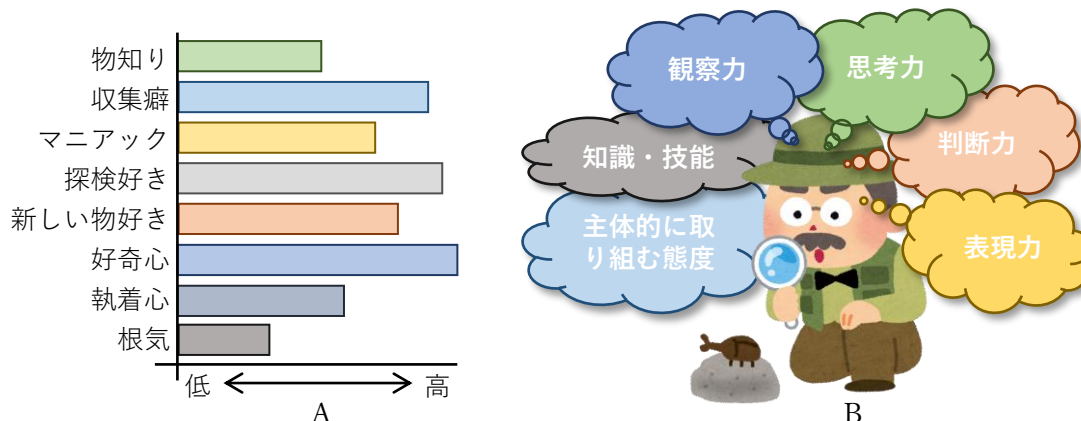 物知り
収集癖
マニアック
探検好き
新しい物好き
好奇心
執着心
根気
低
高
A
観察力
思考力
知識・技能
判断力
主体的に取
り組む態度
表現力
B